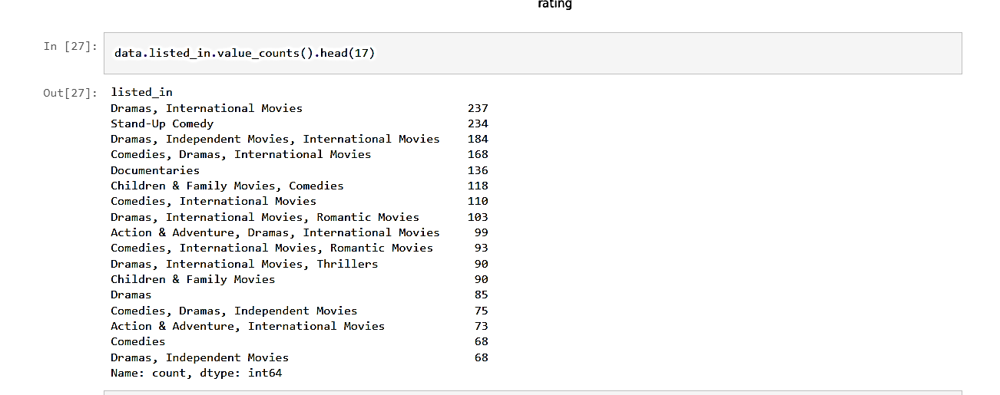 rating
In [27]:
data.listed_in.value_counts().head(17)
Out[27]:
listed_in
Dramas, International Movies 237
Stand-Up Comedy 234
Dramas, Independent Movies, International Movies 184
Comedies, Dramas, International Movies 168
Documentaries 136
Children & Family Movies, Comedies 118
Comedies, International Movies 110
Dramas, International Movies, Romantic Movies 103
Action & Adventure, Dramas, International Movies 99
Comedies, International Movies, Romantic Movies 93
Dramas, International Movies, Thrillers 90
Children & Family Movies 90
Dramas 85
Comedies, Dramas, Independent Movies 75
Action & Adventure, International Movies 73
Comedies 68
Dramas, Independent Movies 68
Name: count, dtype: int64